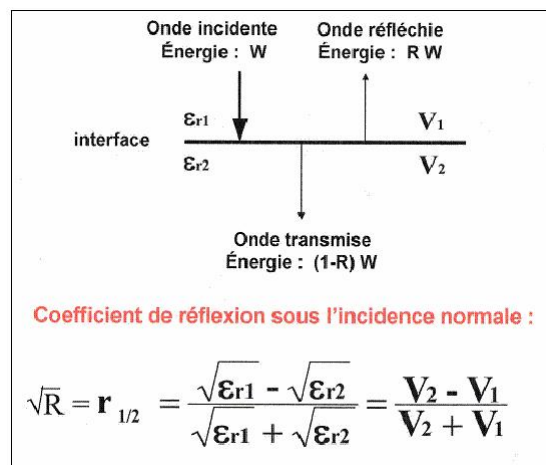 Onde incidente Onde réfléchie
Énergie : W Énergie : R W
εr1 V1
interface
εr2 V2
Onde transmise
Énergie : (1-R) W
Coefficient de réflexion sous l'incidence normale :
√R = r 1/2 = (√εr1 - √εr2) / (√εr1 + √εr2) = (V2 - V1) / (V2 + V1)